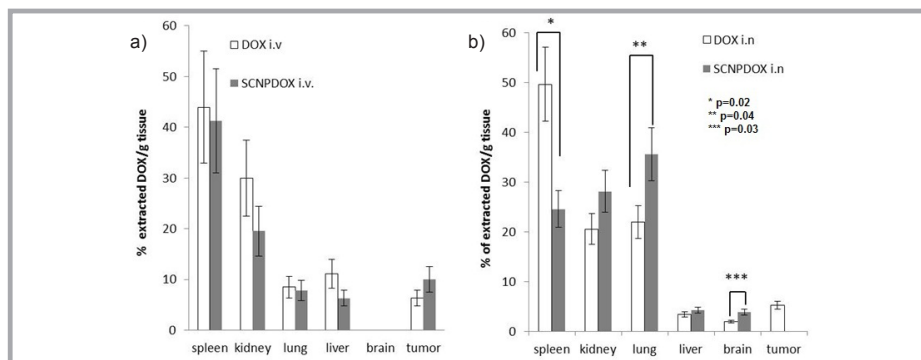 a)
DOX i.v
SCNPDOX i.v.
% extracted DOX/g tissue
60
50
40
30
20
10
0
spleen kidney lung liver brain tumor
b)
DOX i.n
SCNPDOX i.n
* p=0.02
** p=0.04
*** p=0.03
*
**
***
% of extracted DOX/g tissue
60
50
40
30
20
10
0
spleen kidney lung liver brain tumor